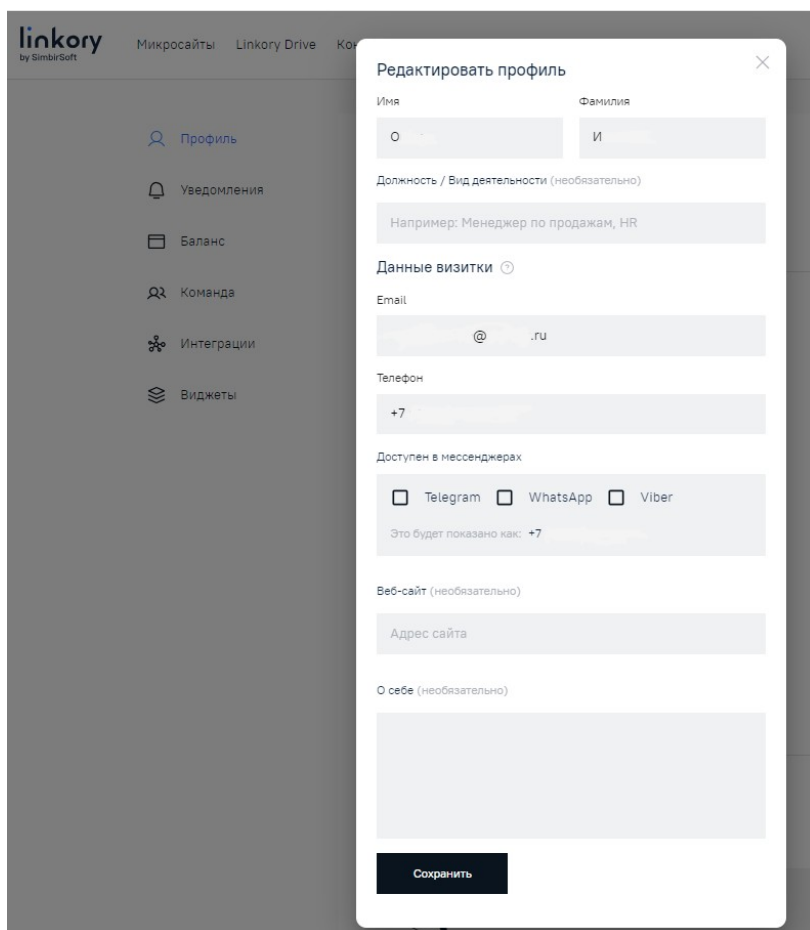 linkory
by SimbirSoft
Микросайты Linkory Drive Кон
Профиль
Уведомления
Баланс
Команда
Интеграции
Виджеты
Редактировать профиль
Имя Фамилия
О И
Должность / Вид деятельности (необязательно)
Например: Менеджер по продажам, HR
Данные визитки ?
Email
@ .ru
Телефон
+7
Доступен в мессенджерах
Telegram WhatsApp Viber
Это будет показано как: +7
Веб-сайт (необязательно)
Адрес сайта
О себе (необязательно)
Сохранить